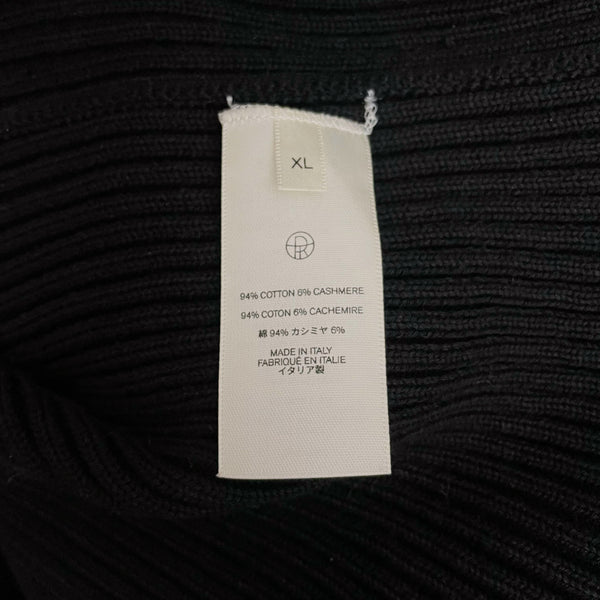 XL
94% COTTON 6% CASHMERE
94% COTON 6% CACHEMIRE
綿 94% カシミヤ 6%
MADE IN ITALY
FABRIQUÉ EN ITALIE
イタリア製